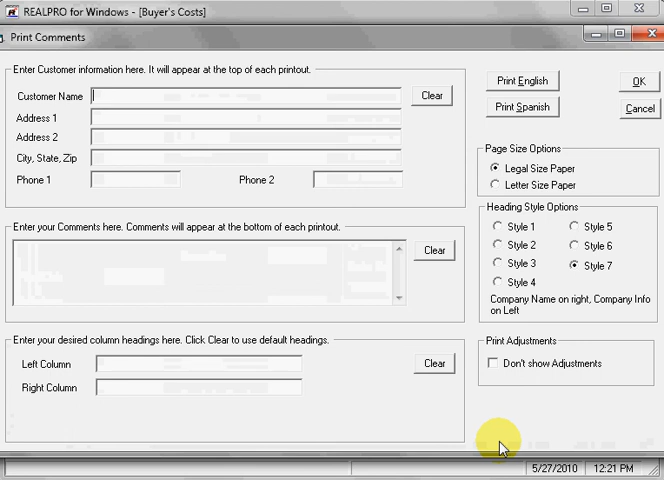 REALPRO for Windows - [Buyer's Costs]
Print Comments
Enter Customer information here. It will appear at the top of each printout.
Customer Name
Clear
Address 1
Address 2
City, State, Zip
Phone 1
Phone 2
Print English
OK
Print Spanish
Cancel
Page Size Options
Legal Size Paper
Letter Size Paper
Heading Style Options
Style 1
Style 5
Style 2
Style 6
Style 3
Style 7
Style 4
Company Name on right, Company Info
on Left
Enter your Comments here. Comments will appear at the bottom of each printout.
Clear
Enter your desired column headings here. Click Clear to use default headings.
Left Column
Clear
Right Column
Print Adjustments
Don't show Adjustments
5/27/2010
12:21 PM